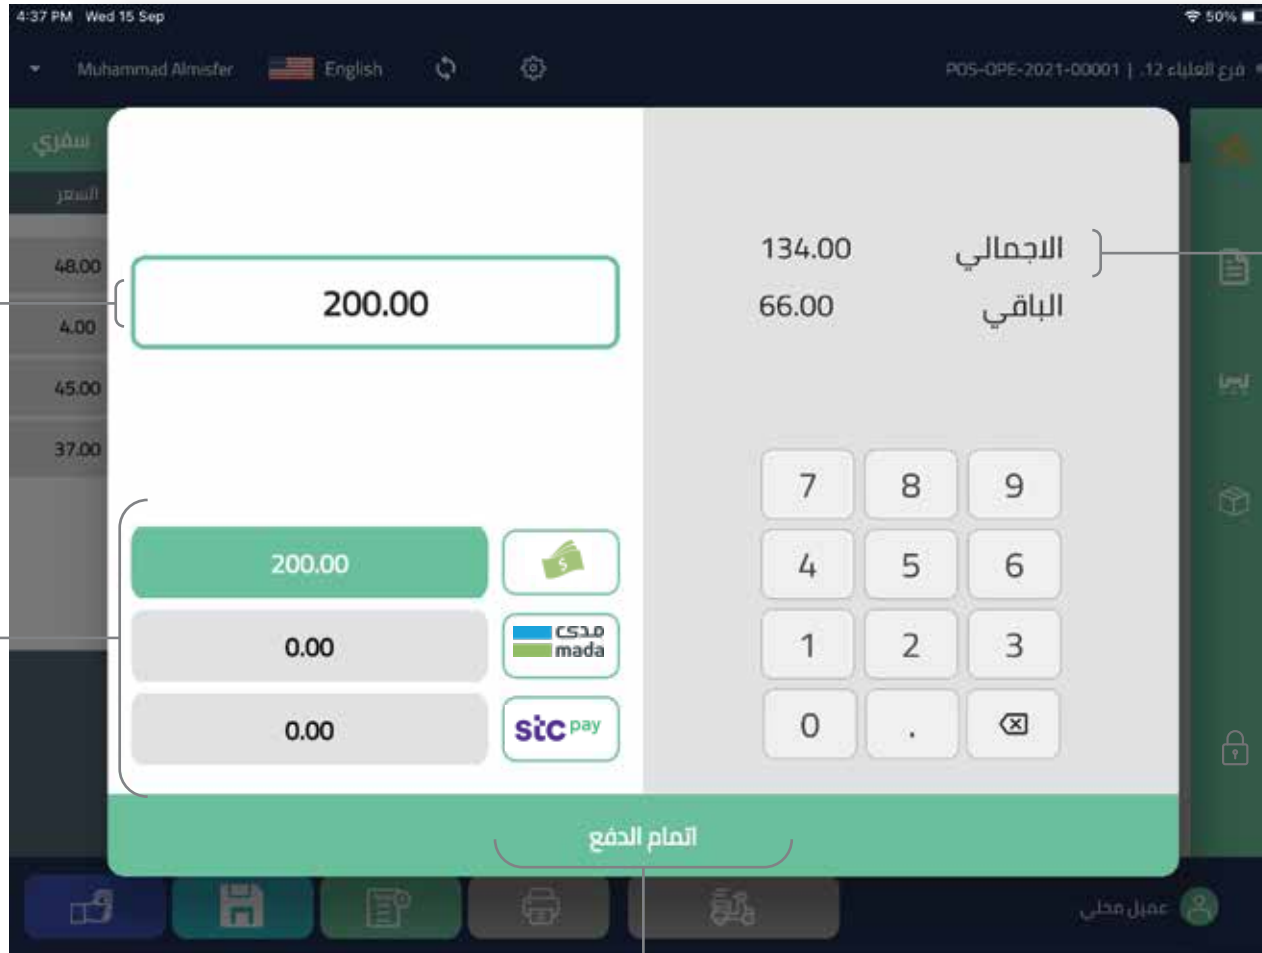 4:37 PM Wed 15 Sep
50%
Muhammad Almisfer
English
POS-OPE-2021-00001 | .12 فرع العلياء
سفري
السعر
48.00
4.00
45.00
37.00
الاجمالي 134.00
الباقي 66.00
200.00
7 8 9
4 5 6
1 2 3
0 .
200.00
0.00
مدى
mada
0.00
stc pay
اتمام الدفع
عميل محلي